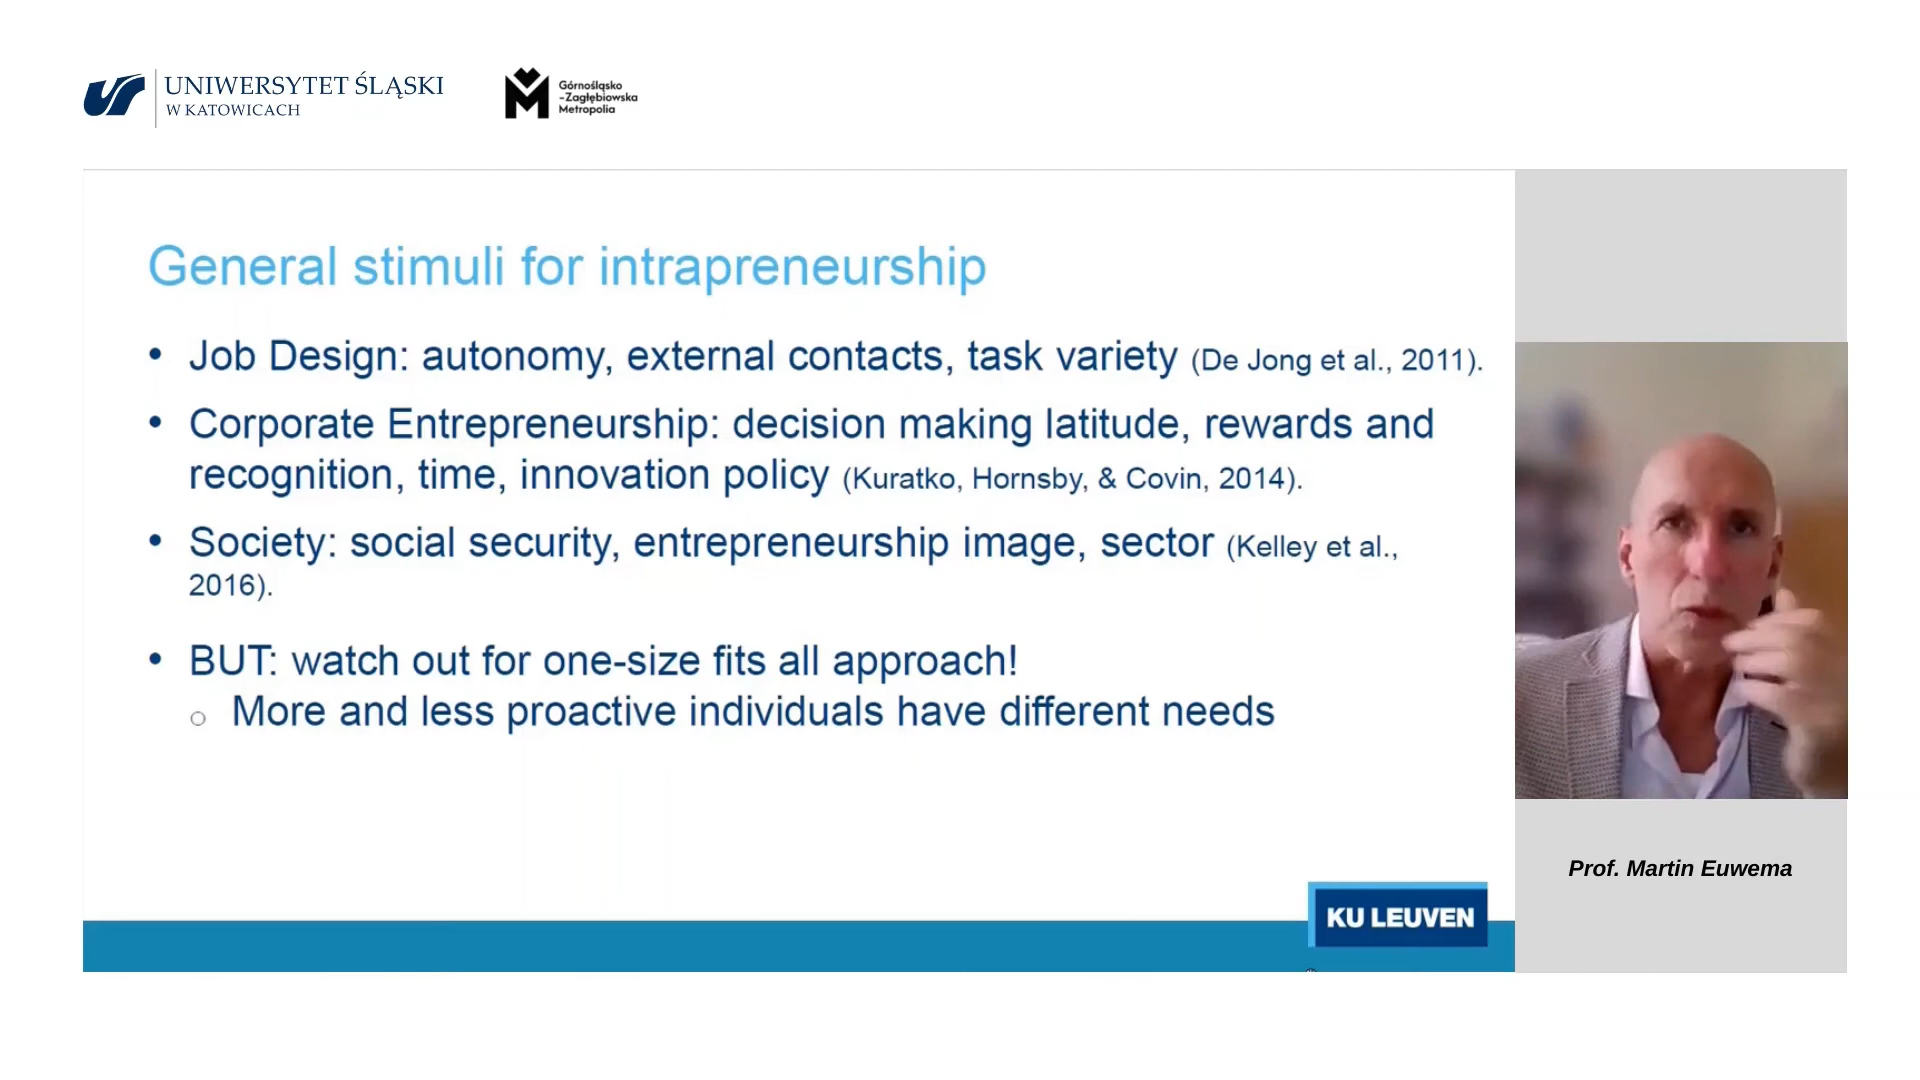 UNIWERSYTET ŚLĄSKI
W KATOWICACH
Górnośląsko
-Zagłębiowska
Metropolia
General stimuli for intrapreneurship
• Job Design: autonomy, external contacts, task variety (De Jong et al., 2011).
• Corporate Entrepreneurship: decision making latitude, rewards and
recognition, time, innovation policy (Kuratko, Hornsby, & Covin, 2014).
• Society: social security, entrepreneurship image, sector (Kelley et al.,
2016).
• BUT: watch out for one-size fits all approach!
○ More and less proactive individuals have different needs
Prof. Martin Euwema
KU LEUVEN